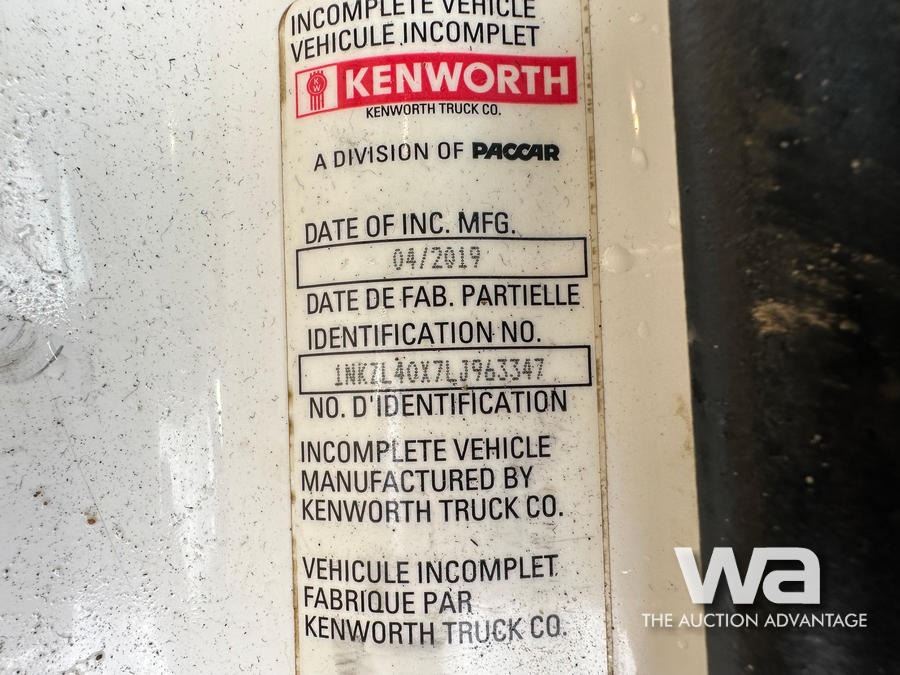 INCOMPLETE VEHICLE
VEHICULE INCOMPLET
KW KENWORTH
KENWORTH TRUCK CO.
A DIVISION OF PACCAR
DATE OF INC. MFG.
04/2019
DATE DE FAB. PARTIELLE
IDENTIFICATION NO.
1NKZL40X7LJ963347
NO. D'IDENTIFICATION
INCOMPLETE VEHICLE
MANUFACTURED BY
KENWORTH TRUCK CO.
VEHICULE INCOMPLET
FABRIQUE PAR
KENWORTH TRUCK CO.
wa
THE AUCTION ADVANTAGE